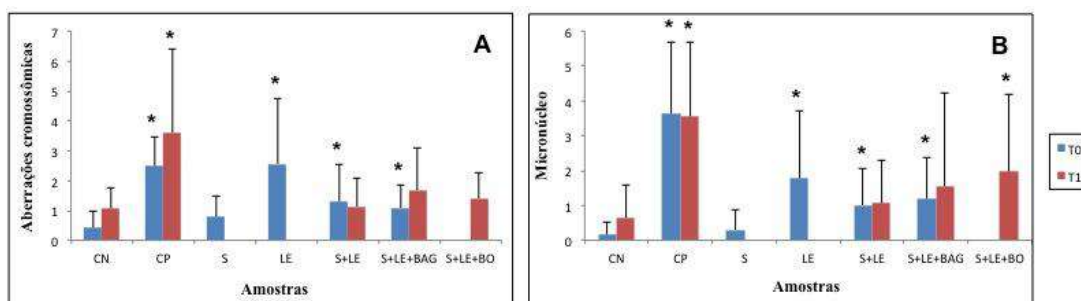 A
Aberrações cromossômicas
7
6
5
4
3
2
1
0
* * * * *
CN CP S LE S+LE S+LE+BAG S+LE+BO
Amostras
B
Micronúcleo
6
5
4
3
2
1
0
* * * * * *
CN CP S LE S+LE S+LE+BAG S+LE+BO
Amostras
T0
T1